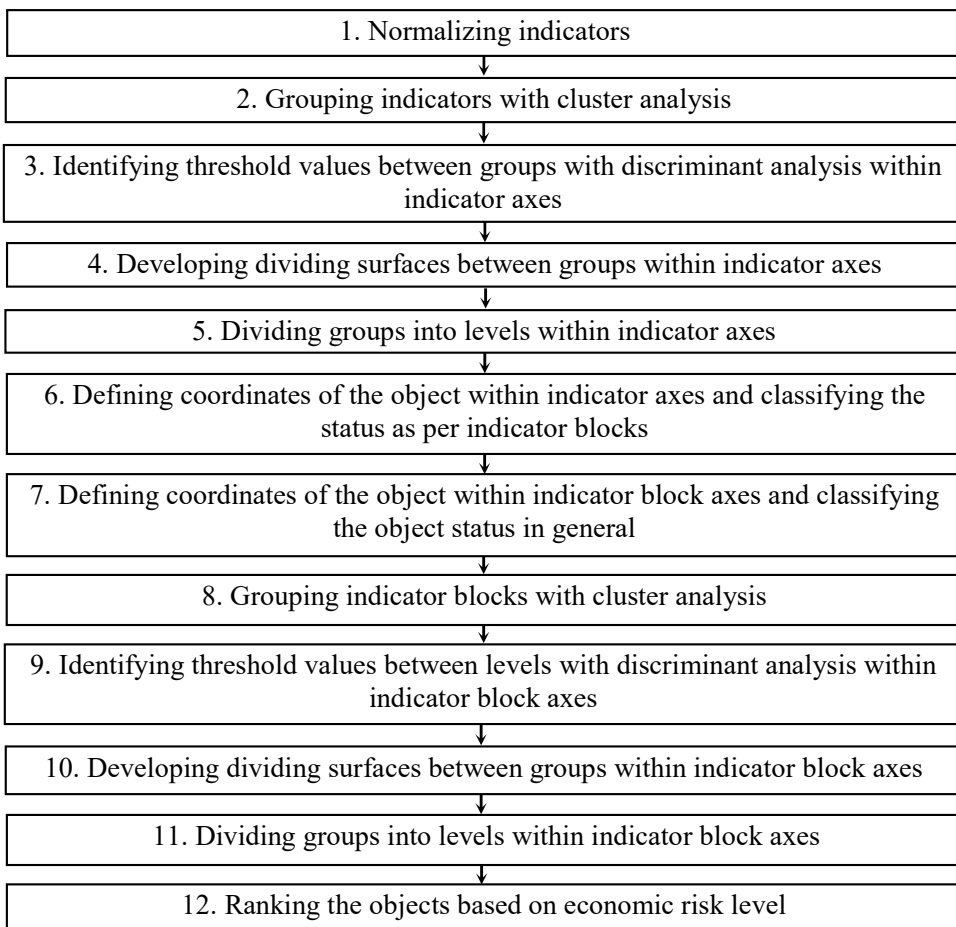 1. Normalizing indicators
2. Grouping indicators with cluster analysis
3. Identifying threshold values between groups with discriminant analysis within
indicator axes
4. Developing dividing surfaces between groups within indicator axes
5. Dividing groups into levels within indicator axes
6. Defining coordinates of the object within indicator axes and classifying the
status as per indicator blocks
7. Defining coordinates of the object within indicator block axes and classifying
the object status in general
8. Grouping indicator blocks with cluster analysis
9. Identifying threshold values between levels with discriminant analysis within
indicator block axes
10. Developing dividing surfaces between groups within indicator block axes
11. Dividing groups into levels within indicator block axes
12. Ranking the objects based on economic risk level